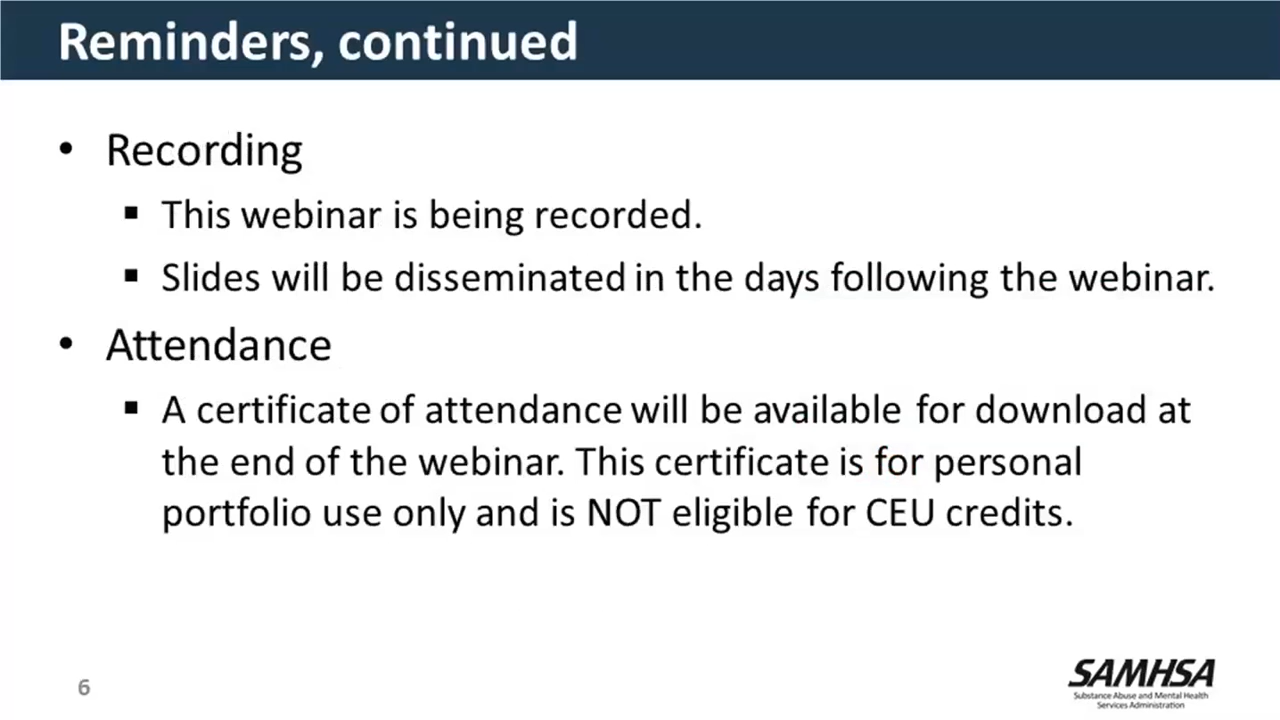 Reminders, continued
• Recording
▪ This webinar is being recorded.
▪ Slides will be disseminated in the days following the webinar.
• Attendance
▪ A certificate of attendance will be available for download at
the end of the webinar. This certificate is for personal
portfolio use only and is NOT eligible for CEU credits.
6
SAMHSA
Substance Abuse and Mental Health
Services Administration